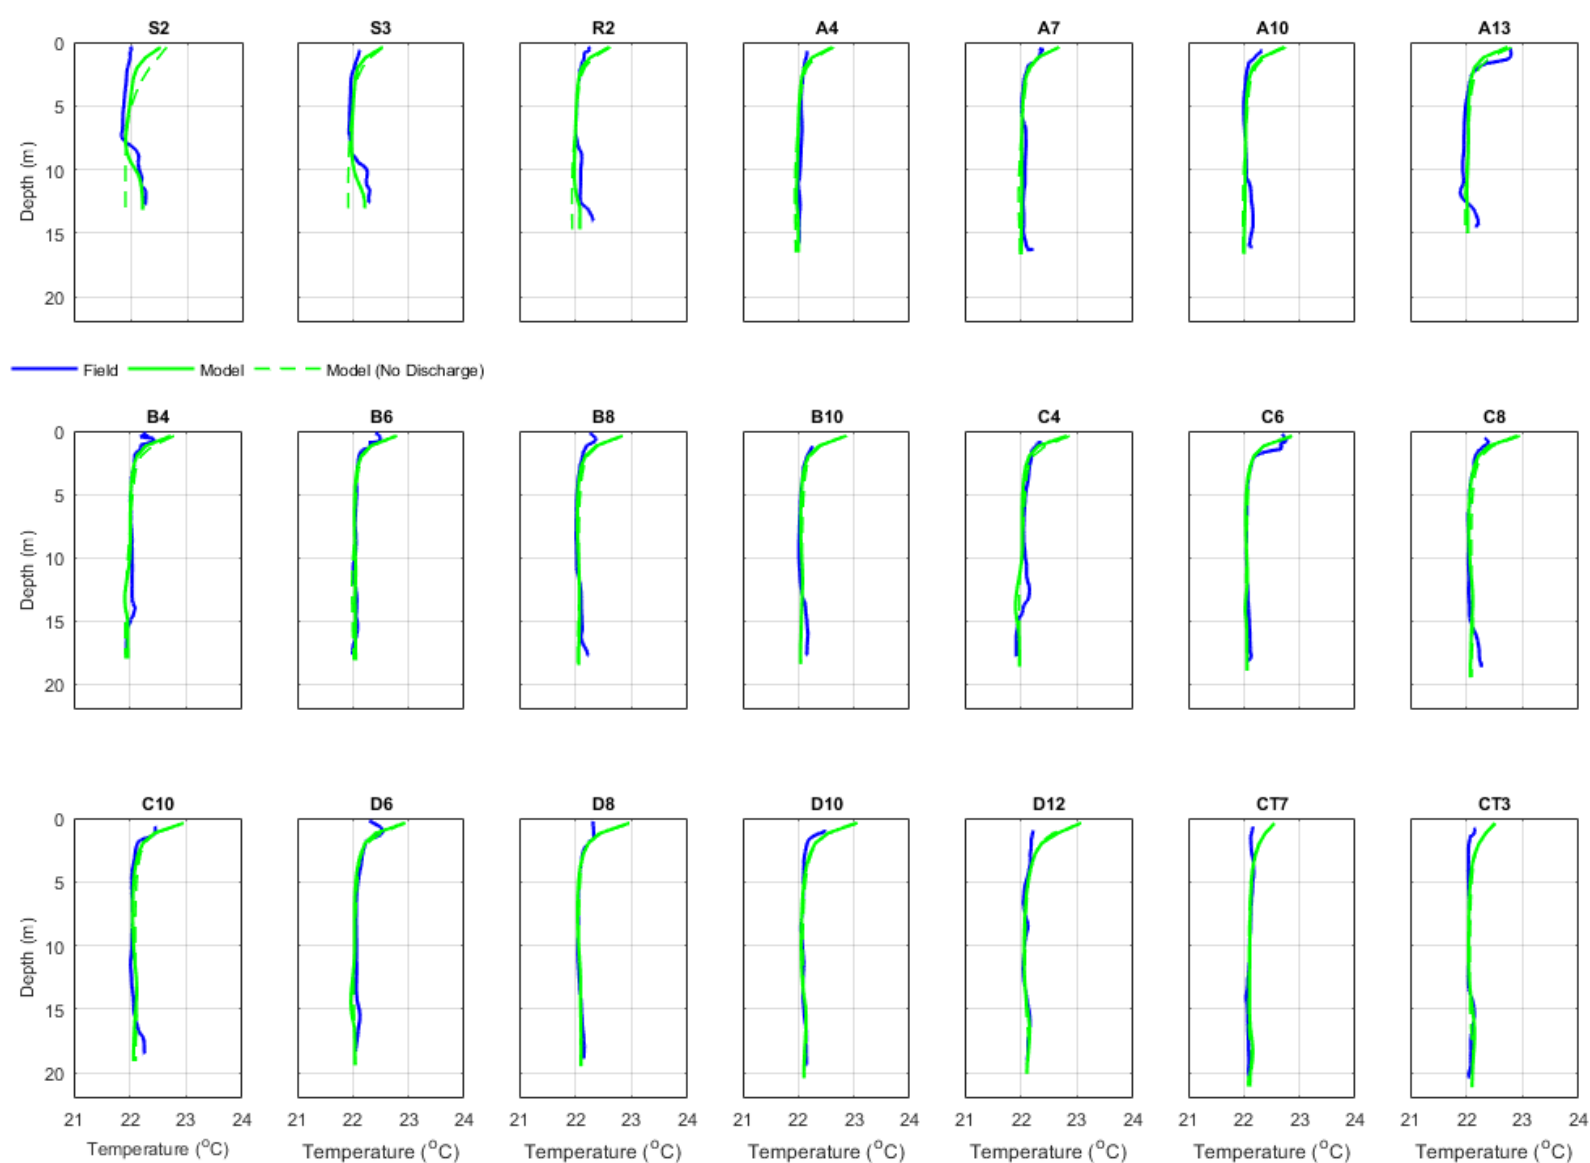 S2 S3 R2 A4 A7 A10 A13
0
5
10
15
20
Depth (m)
Field Model Model (No Discharge)
B4 B6 B8 B10 C4 C6 C8
0
5
10
15
20
Depth (m)
C10 D6 D8 D10 D12 CT7 CT3
0
5
10
15
20
Depth (m)
21 22 23 24 21 22 23 24 21 22 23 24 21 22 23 24 21 22 23 24 21 22 23 24 21 22 23 24
Temperature (°C) Temperature (°C) Temperature (°C) Temperature (°C) Temperature (°C) Temperature (°C) Temperature (°C)